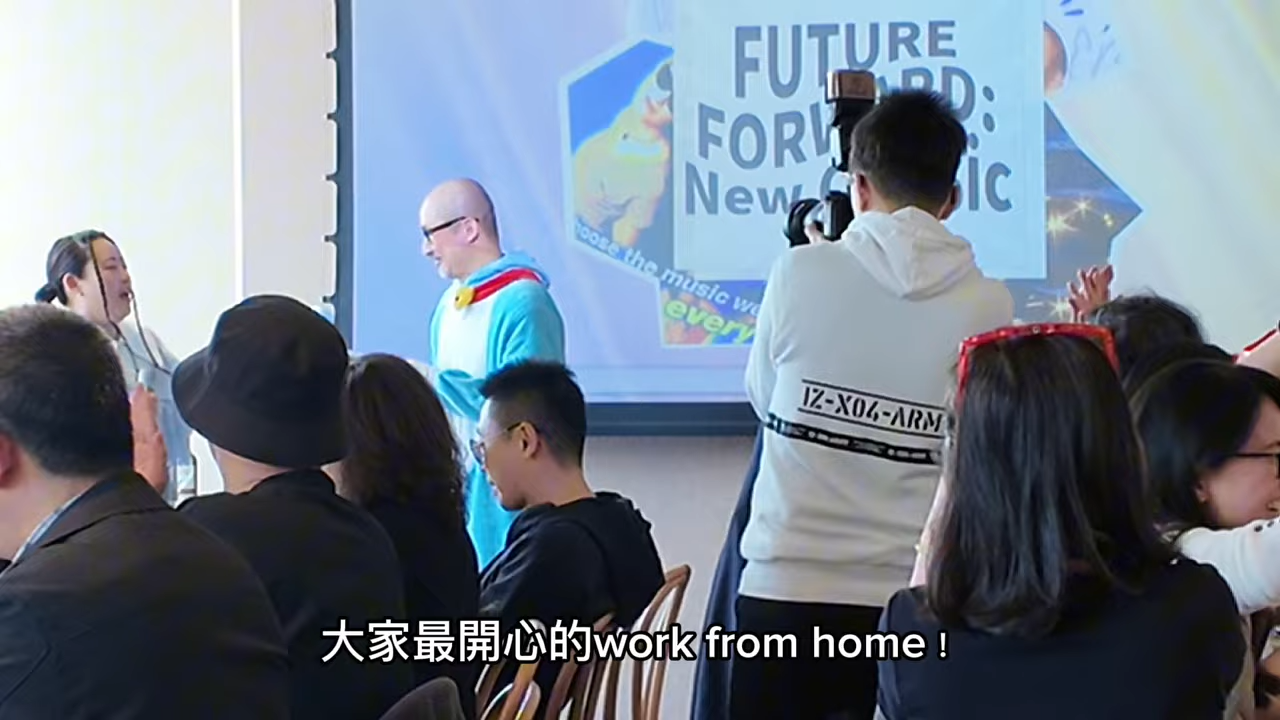 FUTURE
FORWARD:
New
hoose the music
every
IZ-X04-ARM
大家最開心的work from home！